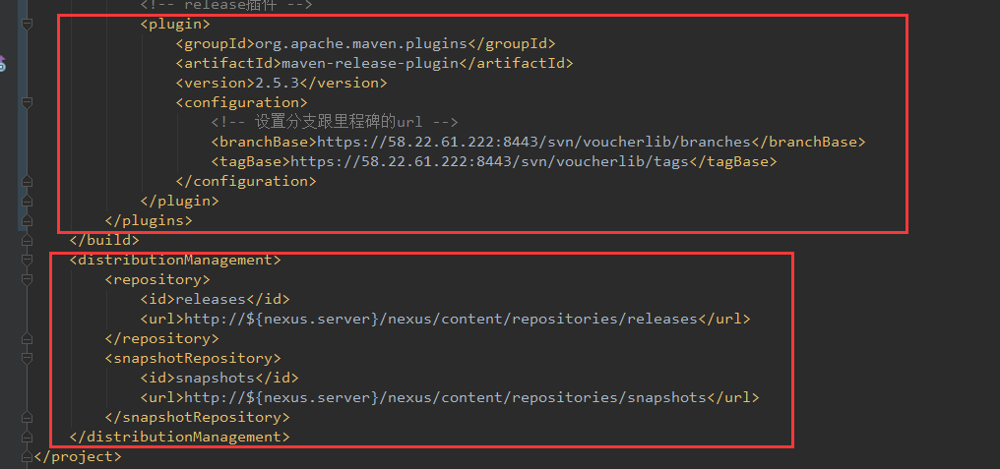 <!-- release插件 -->
<plugin>
<groupId>org.apache.maven.plugins</groupId>
<artifactId>maven-release-plugin</artifactId>
<version>2.5.3</version>
<configuration>
<!-- 设置分支跟里程碑的url -->
<branchBase>https://58.22.61.222:8443/svn/voucherlib/branches</branchBase>
<tagBase>https://58.22.61.222:8443/svn/voucherlib/tags</tagBase>
</configuration>
</plugin>
</plugins>
</build>
<distributionManagement>
<repository>
<id>releases</id>
<url>http://${nexus.server}/nexus/content/repositories/releases</url>
</repository>
<snapshotRepository>
<id>snapshots</id>
<url>http://${nexus.server}/nexus/content/repositories/snapshots</url>
</snapshotRepository>
</distributionManagement>
</project>